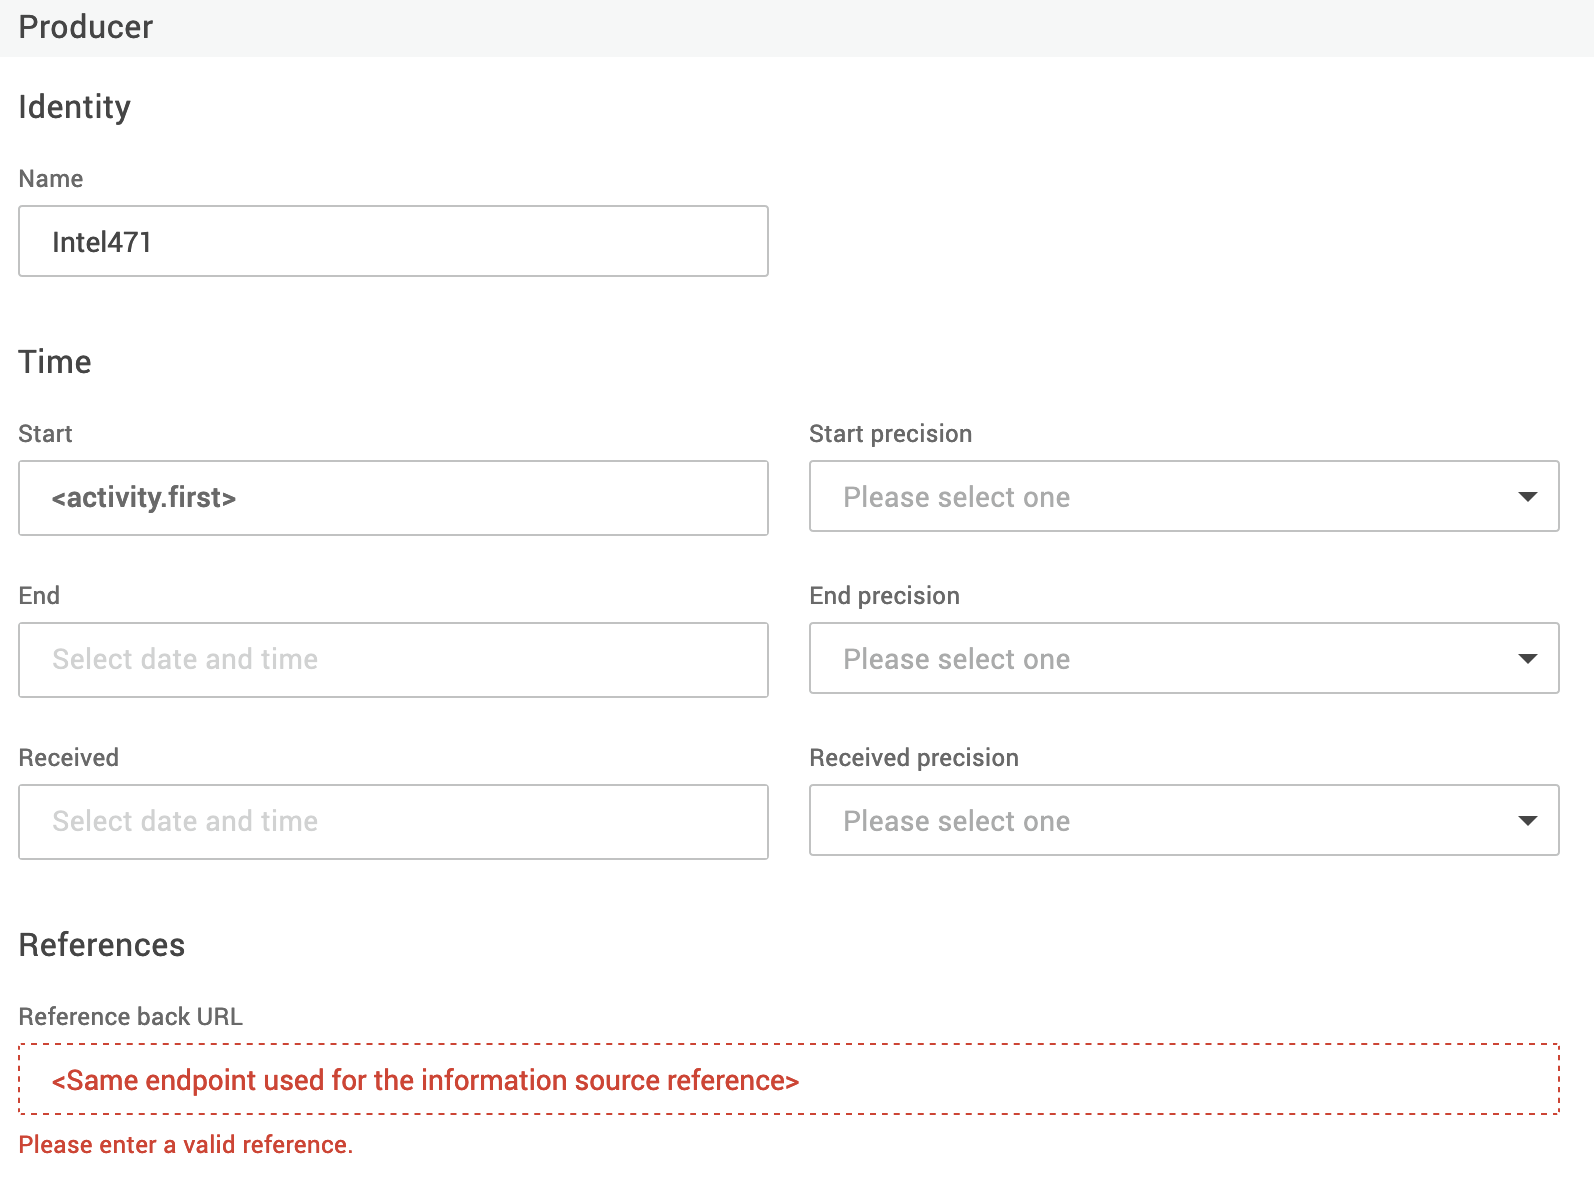 Producer
Identity
Name
Intel471
Time
Start
Start precision
<activity.first>
Please select one
End
End precision
Select date and time
Please select one
Received
Received precision
Select date and time
Please select one
References
Reference back URL
<Same endpoint used for the information source reference>
Please enter a valid reference.